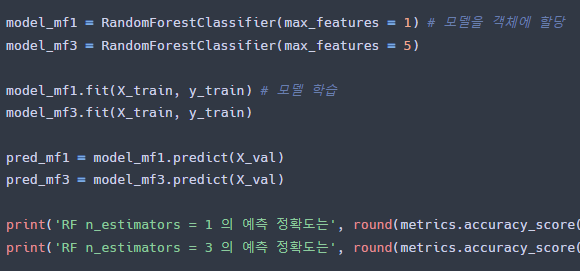 model_mf1 = RandomForestClassifier(max_features = 1) # 모델을 객체에 할당
model_mf3 = RandomForestClassifier(max_features = 5)
model_mf1.fit(X_train, y_train) # 모델 학습
model_mf3.fit(X_train, y_train)
pred_mf1 = model_mf1.predict(X_val)
pred_mf3 = model_mf3.predict(X_val)
print('RF n_estimators = 1 의 예측 정확도는', round(metrics.accuracy_score(
print('RF n_estimators = 3 의 예측 정확도는', round(metrics.accuracy_score(